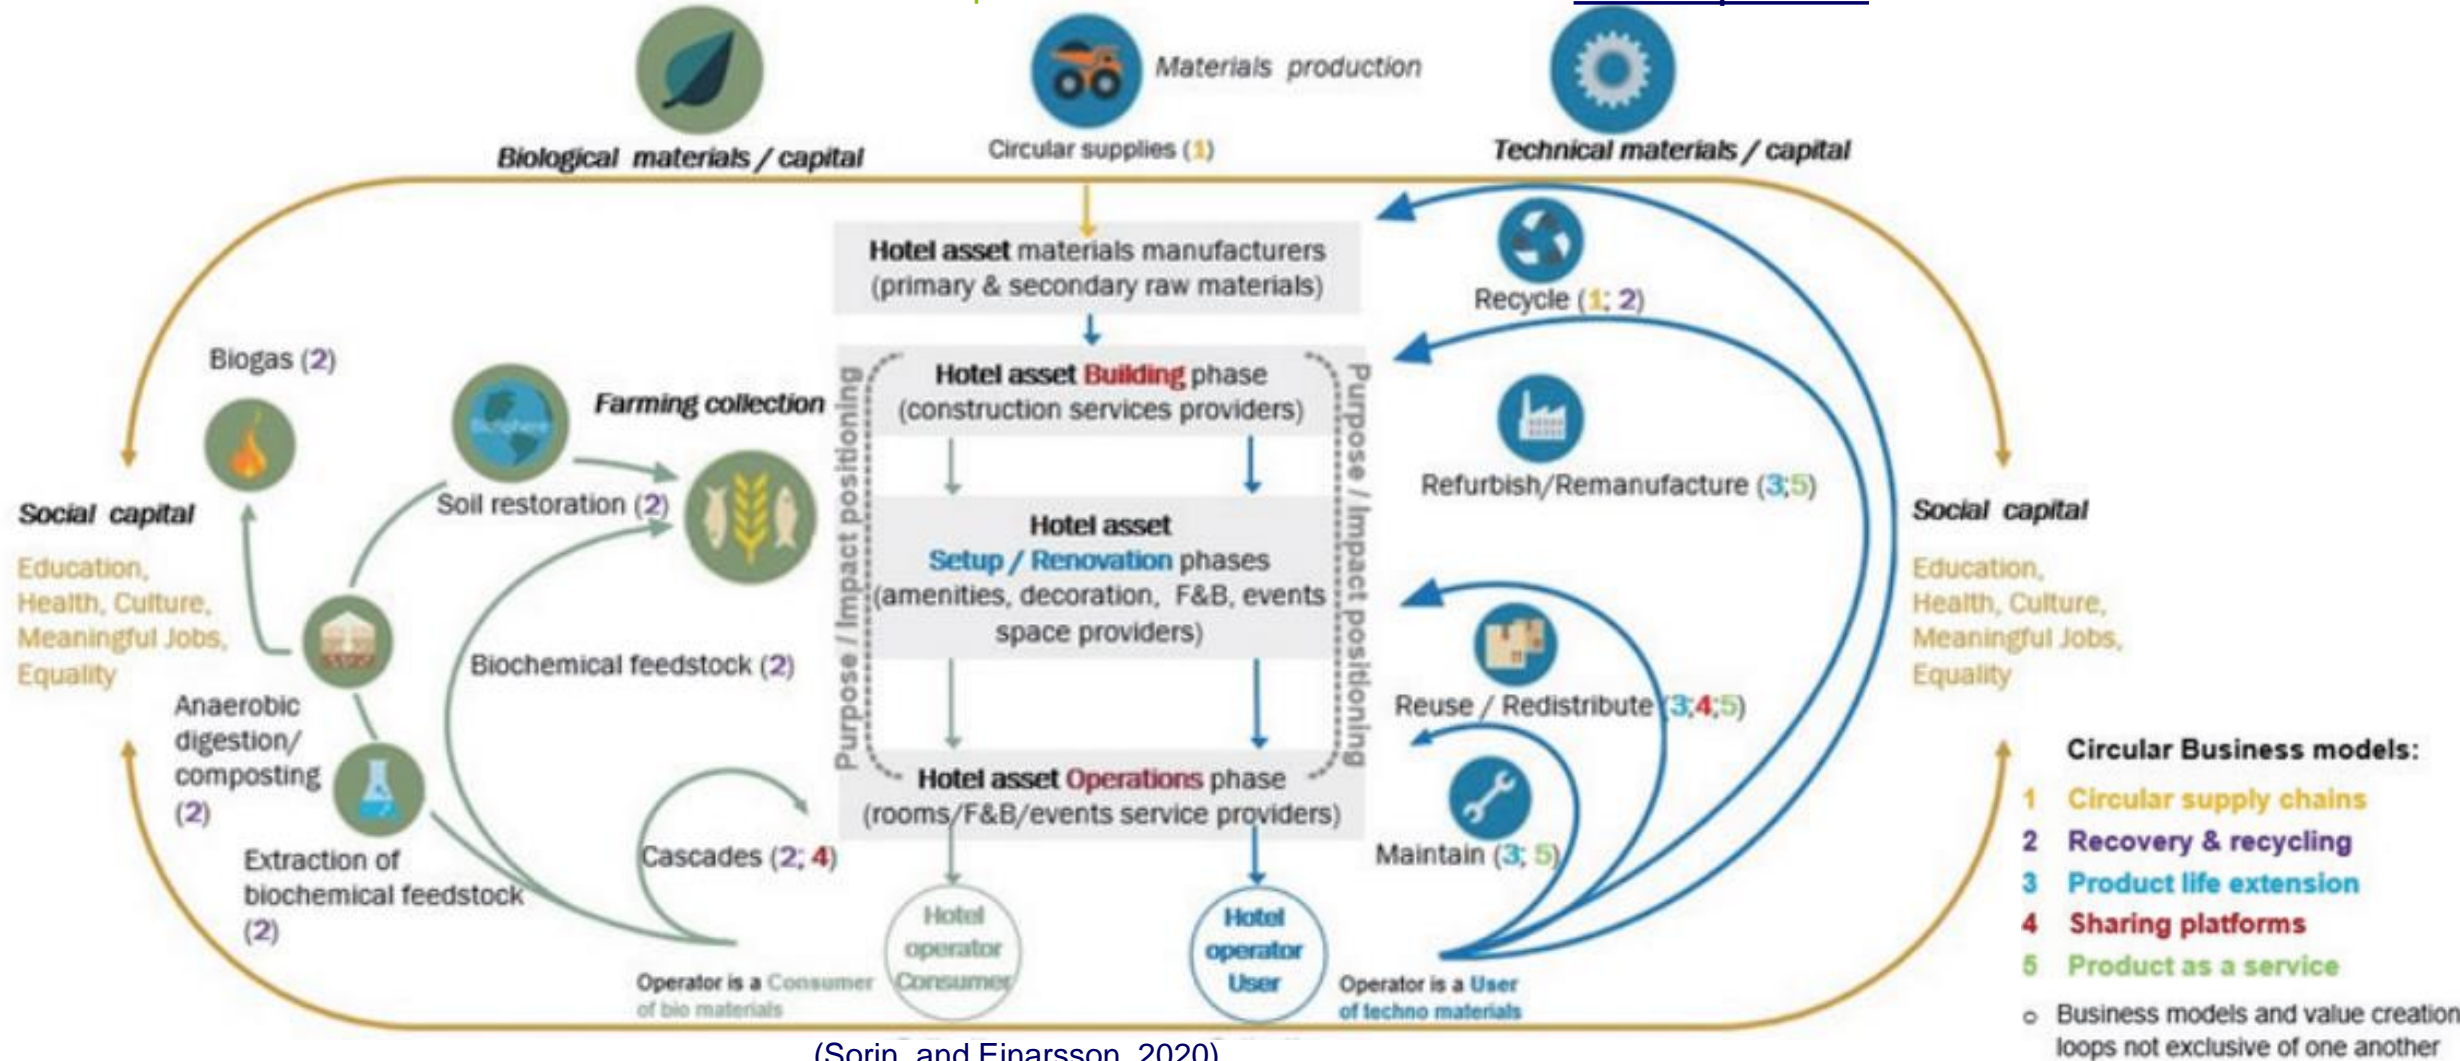 Materials production
Circular supplies (1)
Biological materials / capital
Technical materials / capital
Hotel asset materials manufacturers
(primary & secondary raw materials)
Recycle (1; 2)
Biogas (2)
Farming collection
Biosphere
Soil restoration (2)
Purpose / Impact positioning
Hotel asset Building phase
(construction services providers)
Purpose / Impact positioning
Refurbish/Remanufacture (3;5)
Social capital
Education,
Health, Culture,
Meaningful Jobs,
Equality
Hotel asset
Setup / Renovation phases
(amenities, decoration, F&B, events
space providers)
Social capital
Education,
Health, Culture,
Meaningful Jobs,
Equality
Biochemical feedstock (2)
Anaerobic
digestion/
composting
(2)
Reuse / Redistribute (3;4;5)
Hotel asset Operations phase
(rooms/F&B/events service providers)
Extraction of
biochemical feedstock
(2)
Cascades (2; 4)
Maintain (3; 5)
Hotel
operator
Consumer
Hotel
operator
User
Operator is a Consumer
of bio materials
Operator is a User
of techno materials
Circular Business models:
1 Circular supply chains
2 Recovery & recycling
3 Product life extension
4 Sharing platforms
5 Product as a service
o Business models and value creation
loops not exclusive of one another
(Sorin, and Einarsson, 2020)